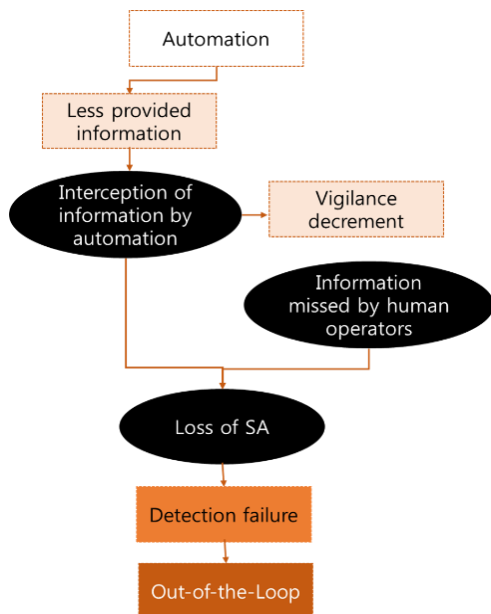 Automation
Less provided
information
Interception of
information by
automation
Vigilance
decrement
Information
missed by human
operators
Loss of SA
Detection failure
Out-of-the-Loop